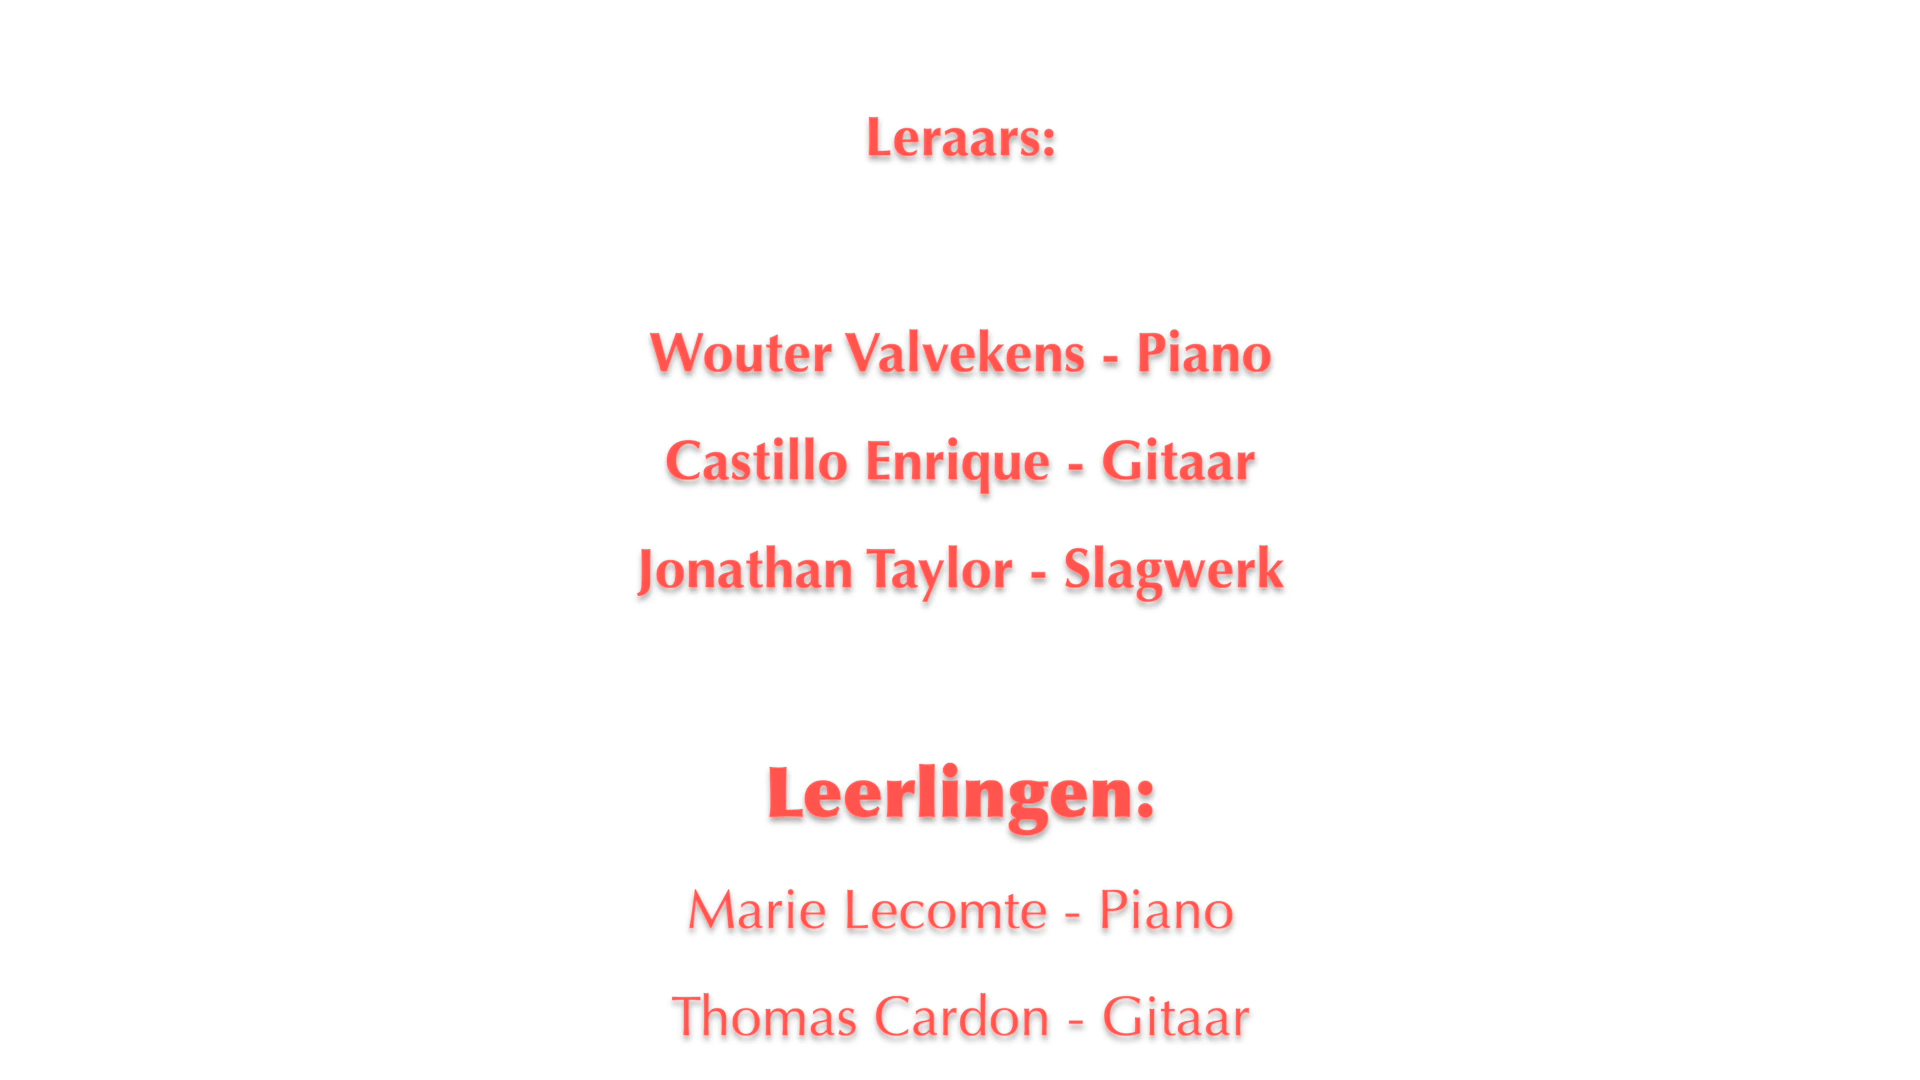 Leraars:
Wouter Valvekens - Piano
Castillo Enrique - Gitaar
Jonathan Taylor - Slagwerk
Leerlingen:
Marie Lecomte - Piano
Thomas Cardon - Gitaar